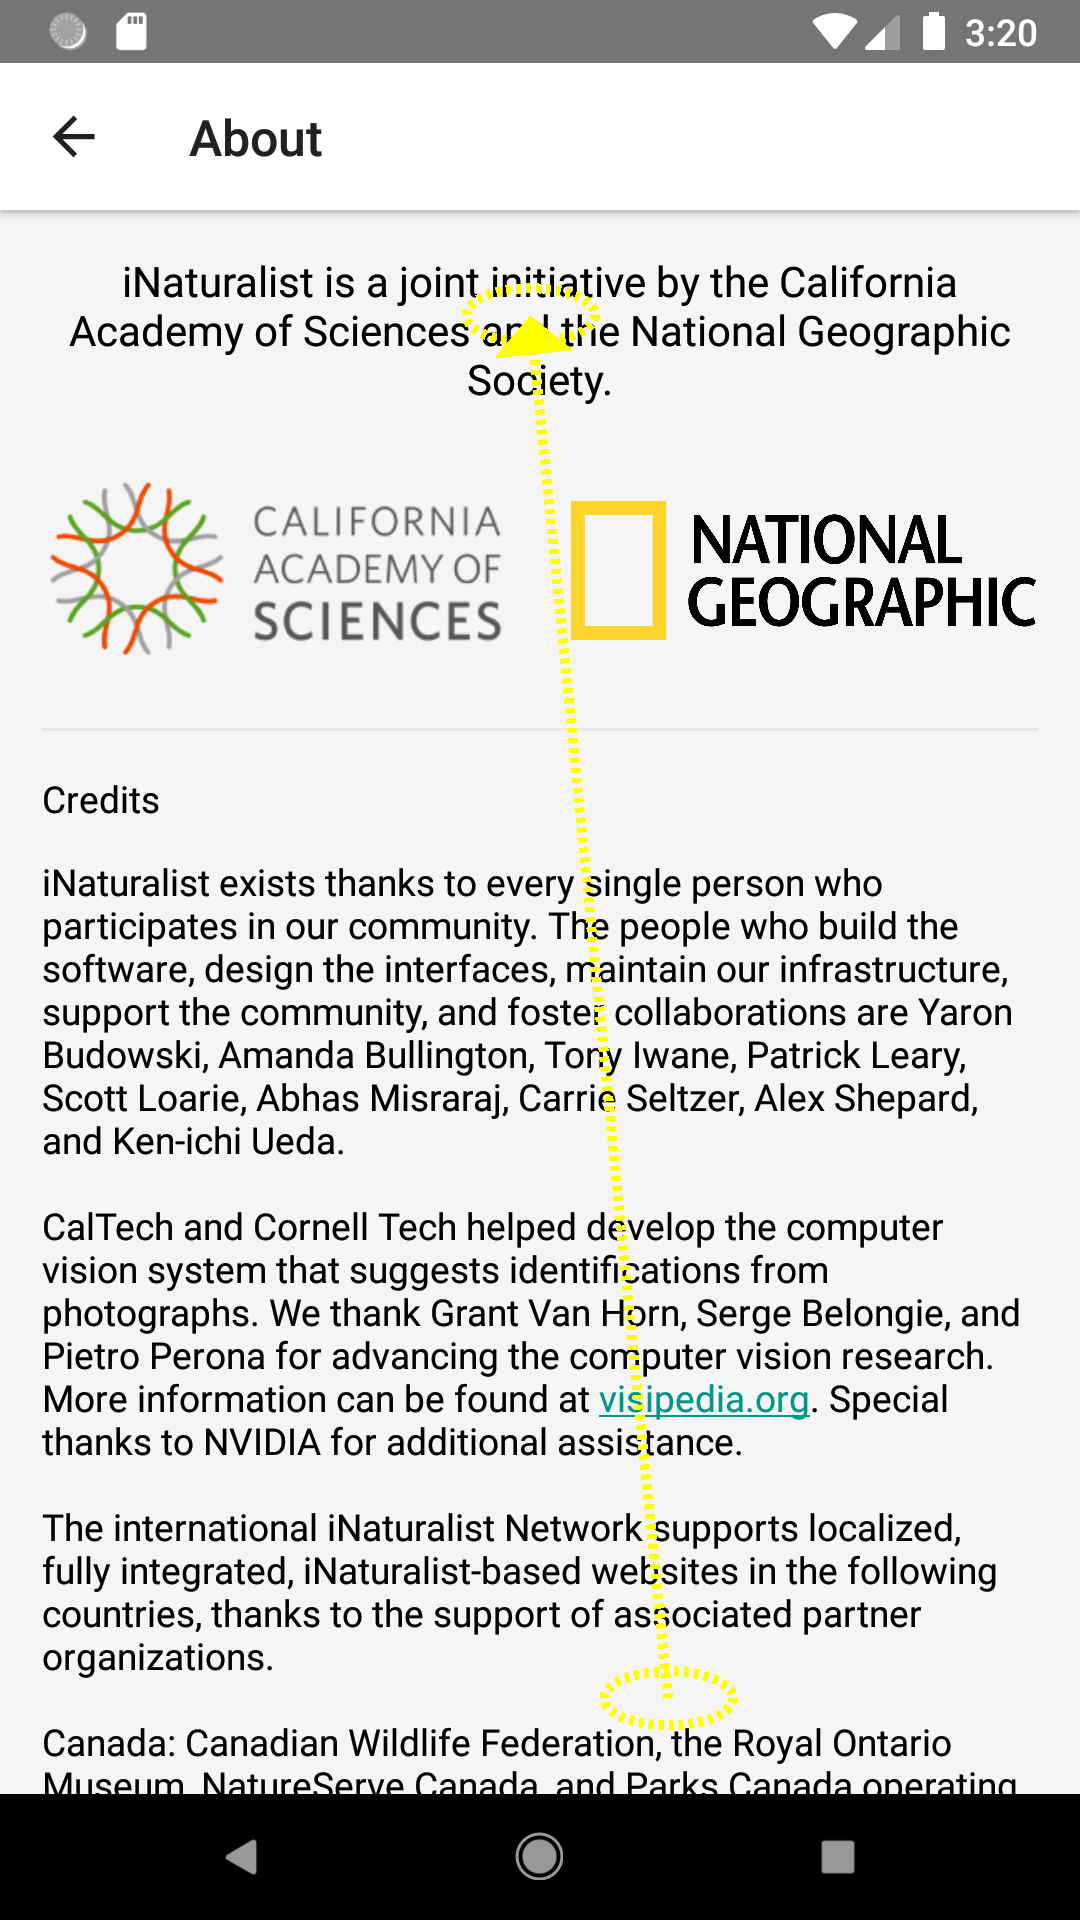 3:20
About
iNaturalist is a joint initiative by the California
Academy of Sciences and the National Geographic
Society.
CALIFORNIA
ACADEMY OF
SCIENCES
NATIONAL
GEOGRAPHIC
Credits
iNaturalist exists thanks to every single person who
participates in our community. The people who build the
software, design the interfaces, maintain our infrastructure,
support the community, and foster collaborations are Yaron
Budowski, Amanda Bullington, Tony Iwane, Patrick Leary,
Scott Loarie, Abhas Misraraj, Carrie Seltzer, Alex Shepard,
and Ken-ichi Ueda.
CalTech and Cornell Tech helped develop the computer
vision system that suggests identifications from
photographs. We thank Grant Van Horn, Serge Belongie, and
Pietro Perona for advancing the computer vision research.
More information can be found at visipedia.org. Special
thanks to NVIDIA for additional assistance.
The international iNaturalist Network supports localized,
fully integrated, iNaturalist-based websites in the following
countries, thanks to the support of associated partner
organizations.
Canada: Canadian Wildlife Federation, the Royal Ontario
Museum, NatureServe Canada, and Parks Canada operating